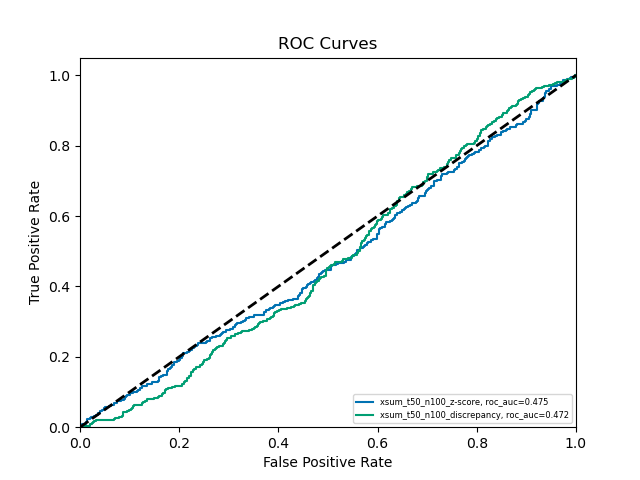 ROC Curves
1.0
0.8
0.6
0.4
0.2
0.0
True Positive Rate
0.0 0.2 0.4 0.6 0.8 1.0
False Positive Rate
xsum_t50_n100_z-score, roc_auc=0.475
xsum_t50_n100_discrepancy, roc_auc=0.472